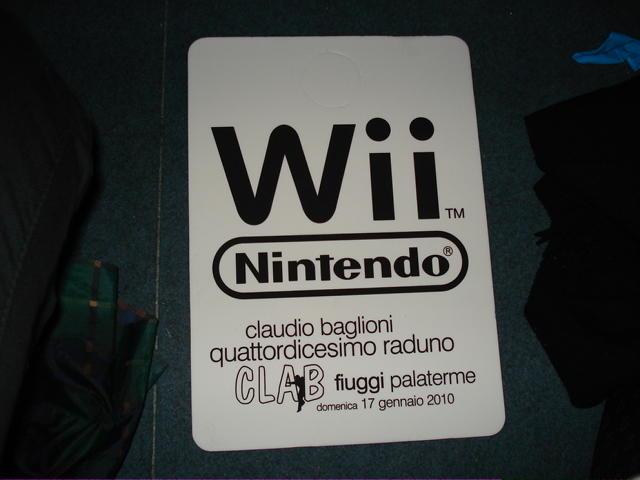 Wii™
Nintendo®
claudio baglioni
quattordicesimo raduno
CLAB fiuggi palaterme
domenica 17 gennaio 2010